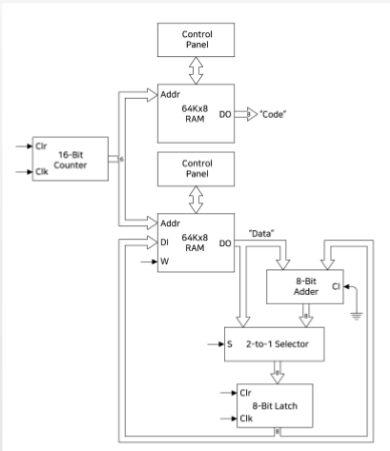 Control
Panel
Addr
64Kx8
RAM
DO
8
"Code"
Clr
16-Bit
Counter
Clk
Control
Panel
Addr
64Kx8
RAM
DI
DO
W
"Data"
8-Bit
Adder
CI
8
S
2-to-1 Selector
8
Clr
8-Bit Latch
Clk
8